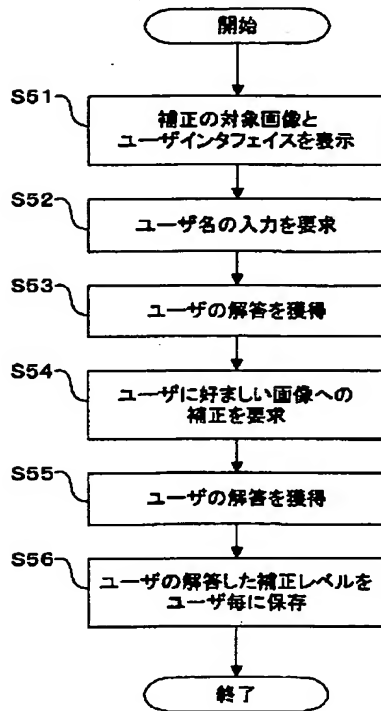 開始
S51
補正の対象画像と
ユーザインタフェイスを表示
S52
ユーザ名の入力を要求
S53
ユーザの解答を獲得
S54
ユーザに好ましい画像への
補正を要求
S55
ユーザの解答を獲得
S56
ユーザの解答した補正レベルを
ユーザ毎に保存
終了